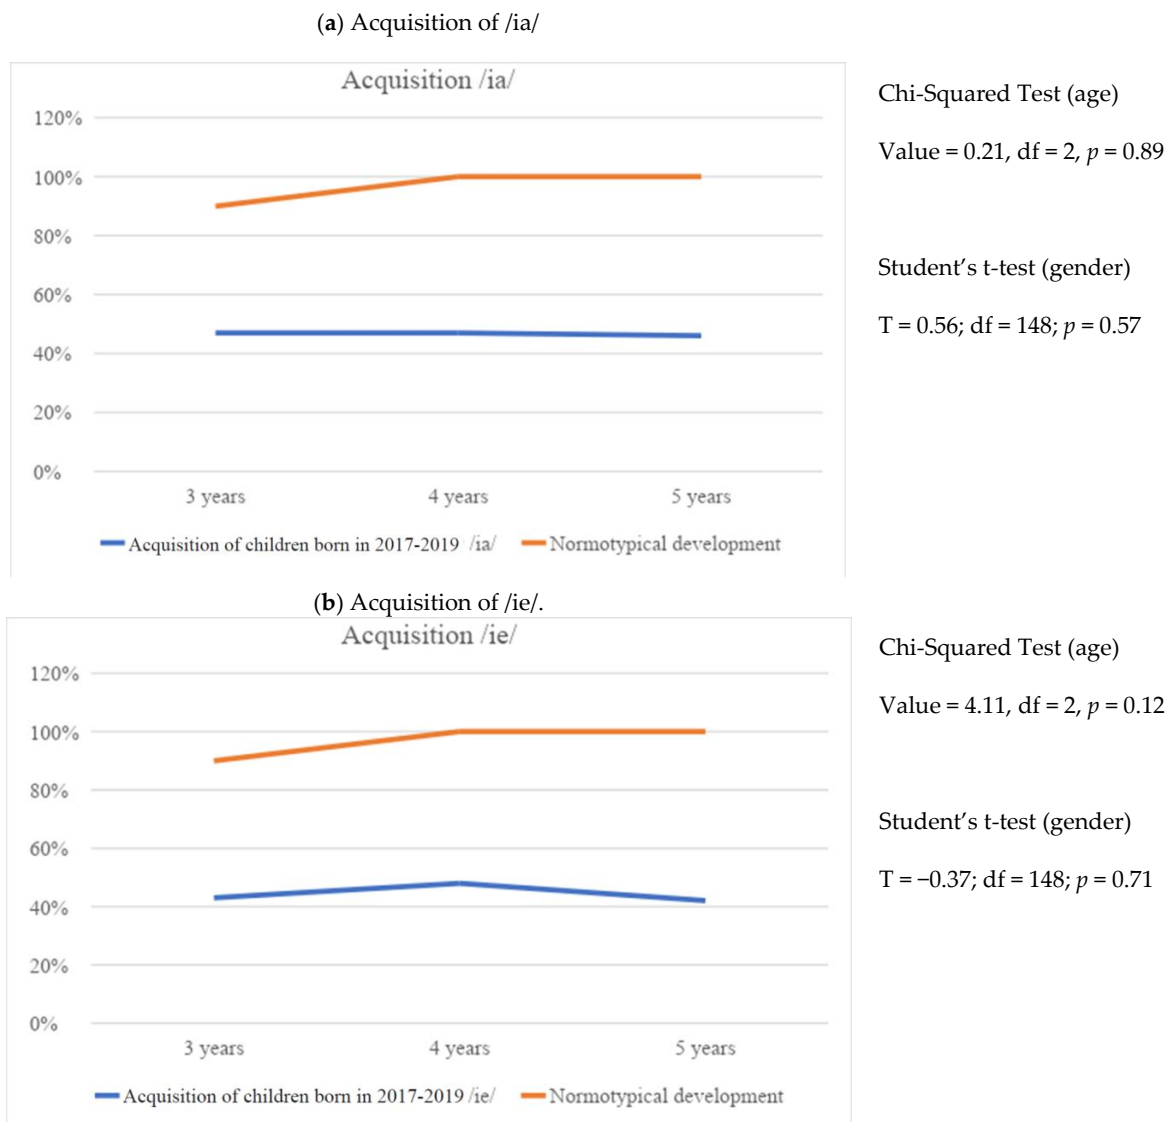 (a) Acquisition of /ia/
Acquisition /ia/
120%
100%
80%
60%
40%
20%
0%
3 years 4 years 5 years
Acquisition of children born in 2017-2019 /ia/ Normotypical development
Chi-Squared Test (age)
Value = 0.21, df = 2, p = 0.89
Student’s t-test (gender)
T = 0.56; df = 148; p = 0.57
(b) Acquisition of /ie/.
Acquisition /ie/
120%
100%
80%
60%
40%
20%
0%
3 years 4 years 5 years
Acquisition of children born in 2017-2019 /ie/ Normotypical development
Chi-Squared Test (age)
Value = 4.11, df = 2, p = 0.12
Student’s t-test (gender)
T = −0.37; df = 148; p = 0.71